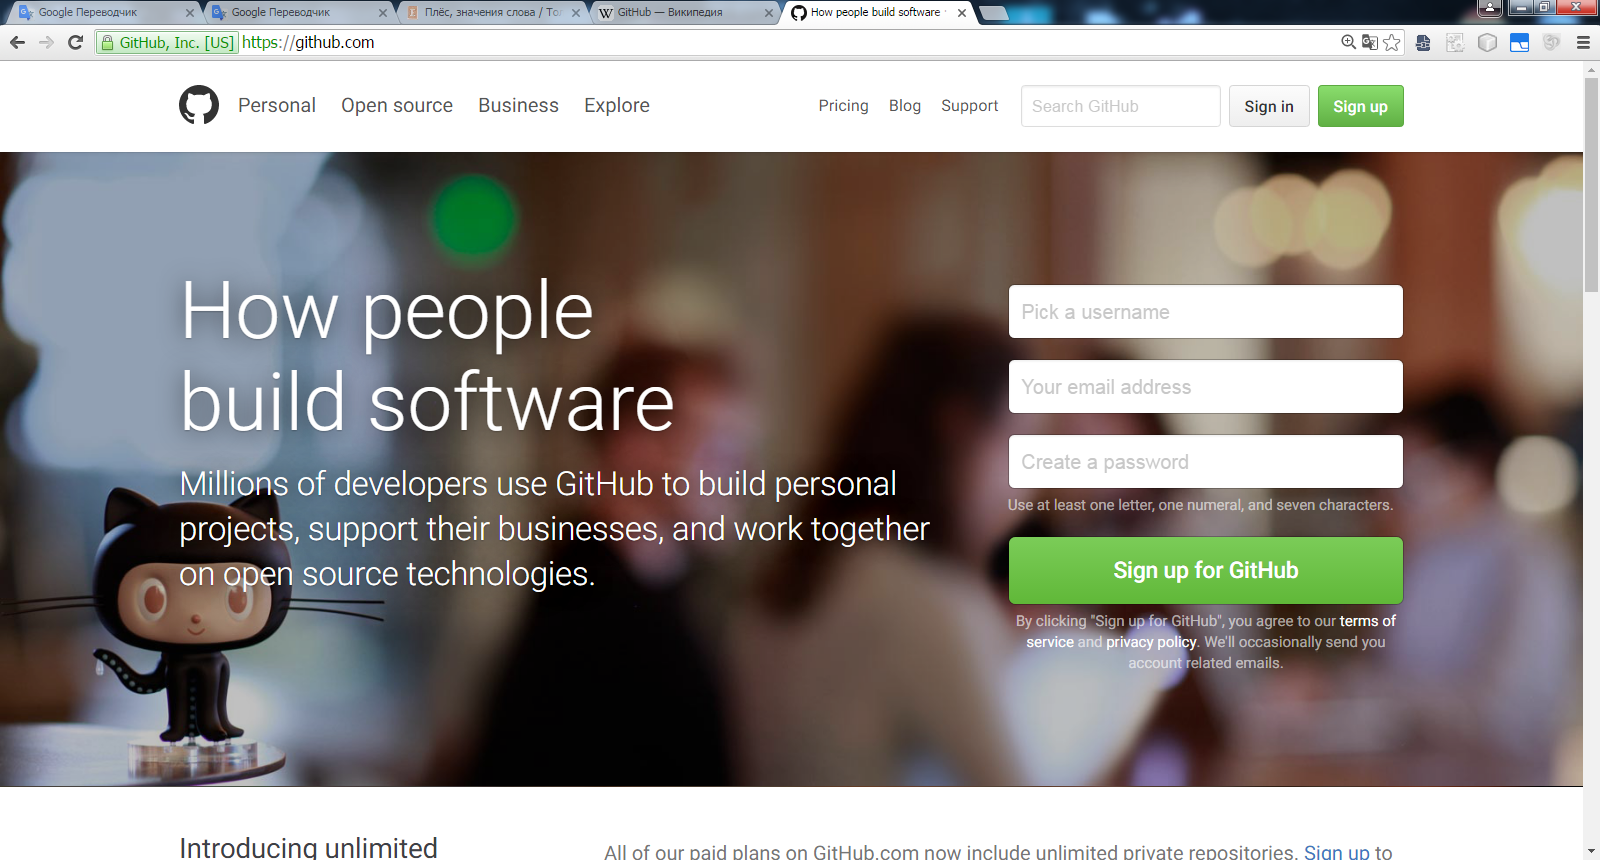 Google Переводчик
Google Переводчик
Плёс, значения слова / Тол
GitHub — Википедия
How people build software
GitHub, Inc. [US] https://github.com
Personal Open source Business Explore Pricing Blog Support Search GitHub Sign in Sign up
How people
build software
Millions of developers use GitHub to build personal
projects, support their businesses, and work together
on open source technologies.
Pick a username
Your email address
Create a password
Use at least one letter, one numeral, and seven characters.
Sign up for GitHub
By clicking "Sign up for GitHub", you agree to our terms of
service and privacy policy. We'll occasionally send you
account related emails.
Introducing unlimited
All of our paid plans on GitHub.com now include unlimited private repositories. Sign up to